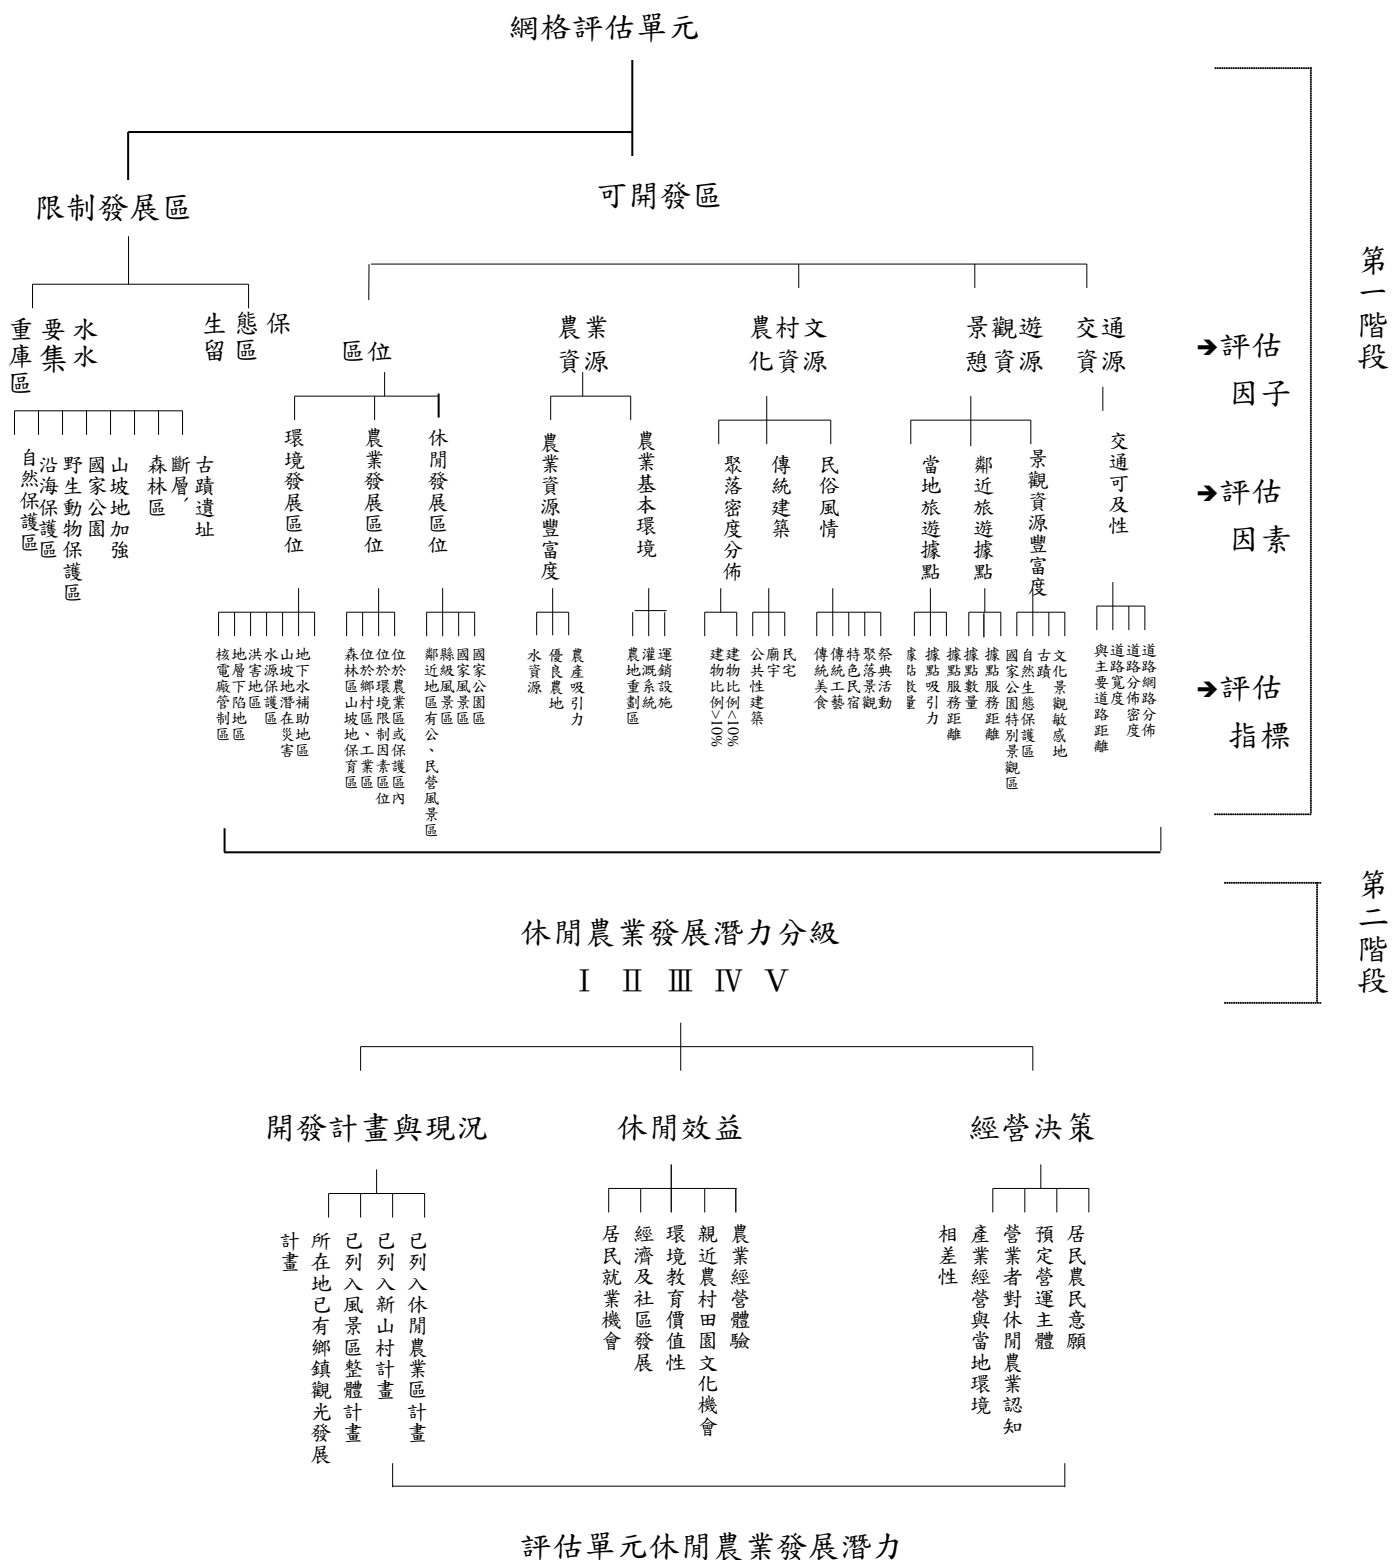 網格評估單元
限制發展區
可開發區
重要水
庫集水
區
生態保
留區
區位
農業
資源
農村文
化資源
景觀遊
憩資源
交通
資源
➔評估
因子
第一階段
自然保護區
沿海保護區
野生動物保護區
國家公園
山坡地加強
森林區
斷層、
古蹟遺址
環境發展區位
農業發展區位
休閒發展區位
農業資源豐富度
農業基本環境
聚落密度分佈
傳統建築
民俗風情
當地旅遊據點
鄰近旅遊據點
景觀資源豐富度
交通可及性
➔評估
因素
核電廠管制區
地層下陷地區
洪害地區
水源保護區
山坡地潛在災害
地下水補助地區
森林區山坡地保育區
位於鄉村區、工業區
位於環境限制因素區位
位於農業區或保護區內
鄰近地區有公、民營風景區
縣級風景區
國家風景區
國家公園區
水資源
優良農地
農產吸引力
農地重劃區
灌溉系統
運銷設施
建物比例>10%
建物比例<10%
公共性建築
廟宇
民宅
傳統美食
傳統工藝
特色民宿
聚落景觀
祭典活動
據點數量
據點吸引力
據點服務距離
據點數量
據點服務距離
國家公園特別景觀區
自然生態保護區
古蹟
文化景觀敏感地
與主要道路距離
道路寬度
道路分佈密度
道路網路分佈
➔評估
指標
第二階段
休閒農業發展潛力分級
Ⅰ Ⅱ Ⅲ Ⅳ Ⅴ
開發計畫與現況
休閒效益
經營決策
已列入休閒農業區計畫
已列入新山村計畫
已列入風景區整體計畫
所在地已有鄉鎮觀光發展
計畫
農業經營體驗
親近農村田園文化機會
環境教育價值性
經濟及社區發展
居民就業機會
居民農民意願
預定營運主體
營業者對休閒農業認知
產業經營與當地環境
相差性
評估單元休閒農業發展潛力